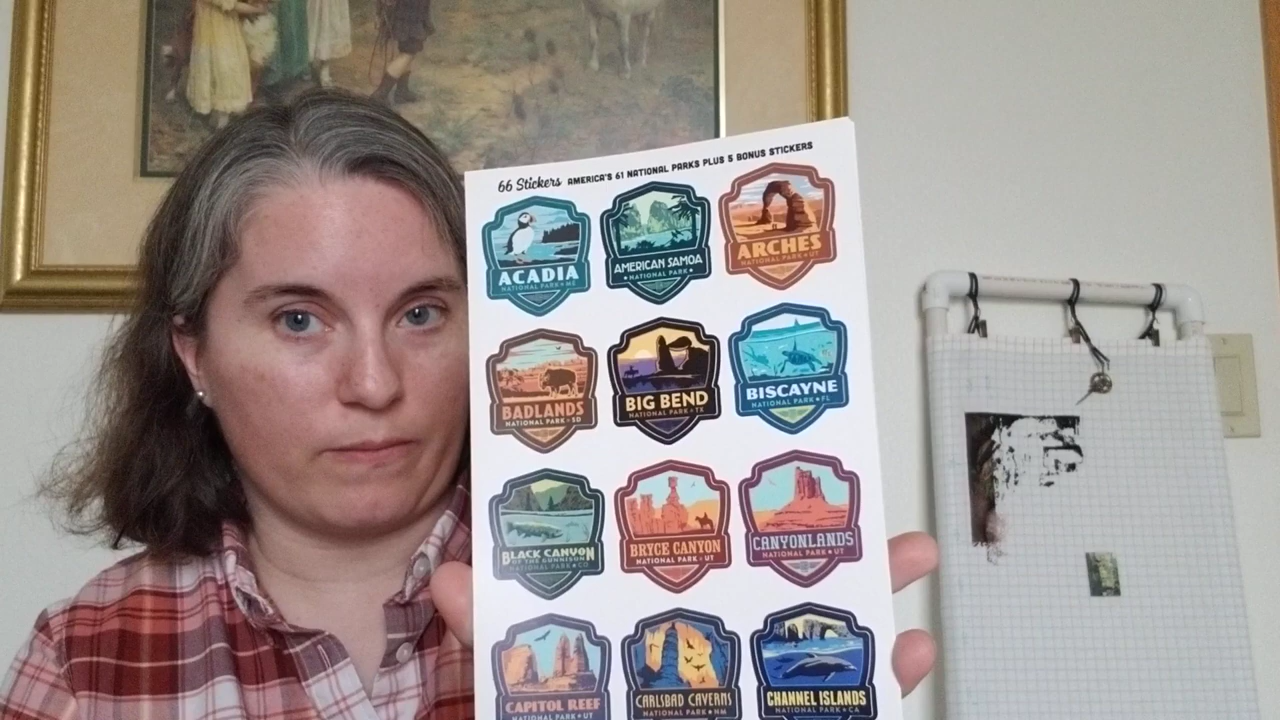 66 Stickers AMERICA'S 61 NATIONAL PARKS PLUS 5 BONUS STICKERS
ACADIA
NATIONAL PARK • ME
AMERICAN SAMOA
• NATIONAL PARK •
ARCHES
NATIONAL PARK • UT
BADLANDS
NATIONAL PARK • SD
BIG BEND
NATIONAL PARK • TX
BISCAYNE
NATIONAL PARK • FL
BLACK CANYON
OF THE GUNNISON
NATIONAL PARK • CO
BRYCE CANYON
NATIONAL PARK • UT
CANYONLANDS
NATIONAL PARK • UT
CAPITOL REEF
NATIONAL PARK • UT
CARLSBAD CAVERNS
NATIONAL PARK • NM
CHANNEL ISLANDS
NATIONAL PARK • CA